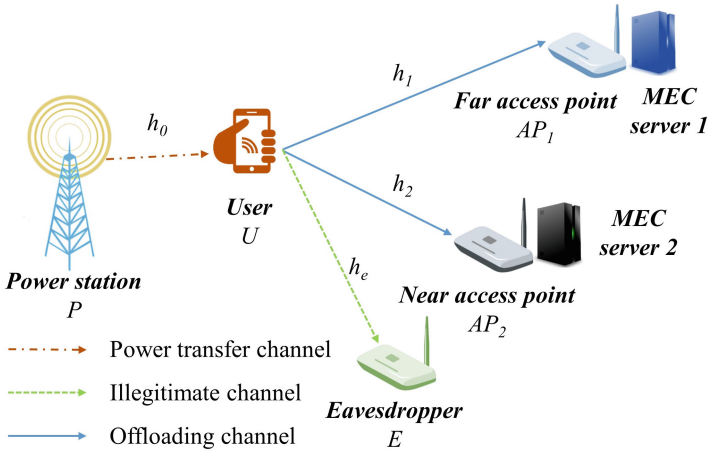 h0
h1
h2
he
Power station
P
User
U
Far access point
AP1
MEC
server 1
MEC
server 2
Near access point
AP2
Eavesdropper
E
Power transfer channel
Illegitimate channel
Offloading channel